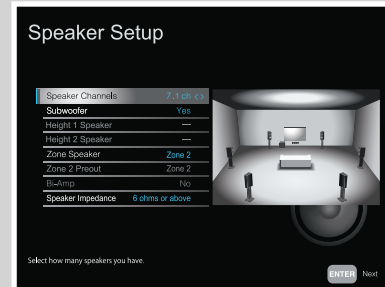 Speaker Setup
Speaker Channels 7.1 ch < >
Subwoofer Yes
Height 1 Speaker ---
Height 2 Speaker ---
Zone Speaker Zone 2
Zone 2 Preout Zone 2
Bi-Amp No
Speaker Impedance 6 ohms or above
Select how many speakers you have.
ENTER Next